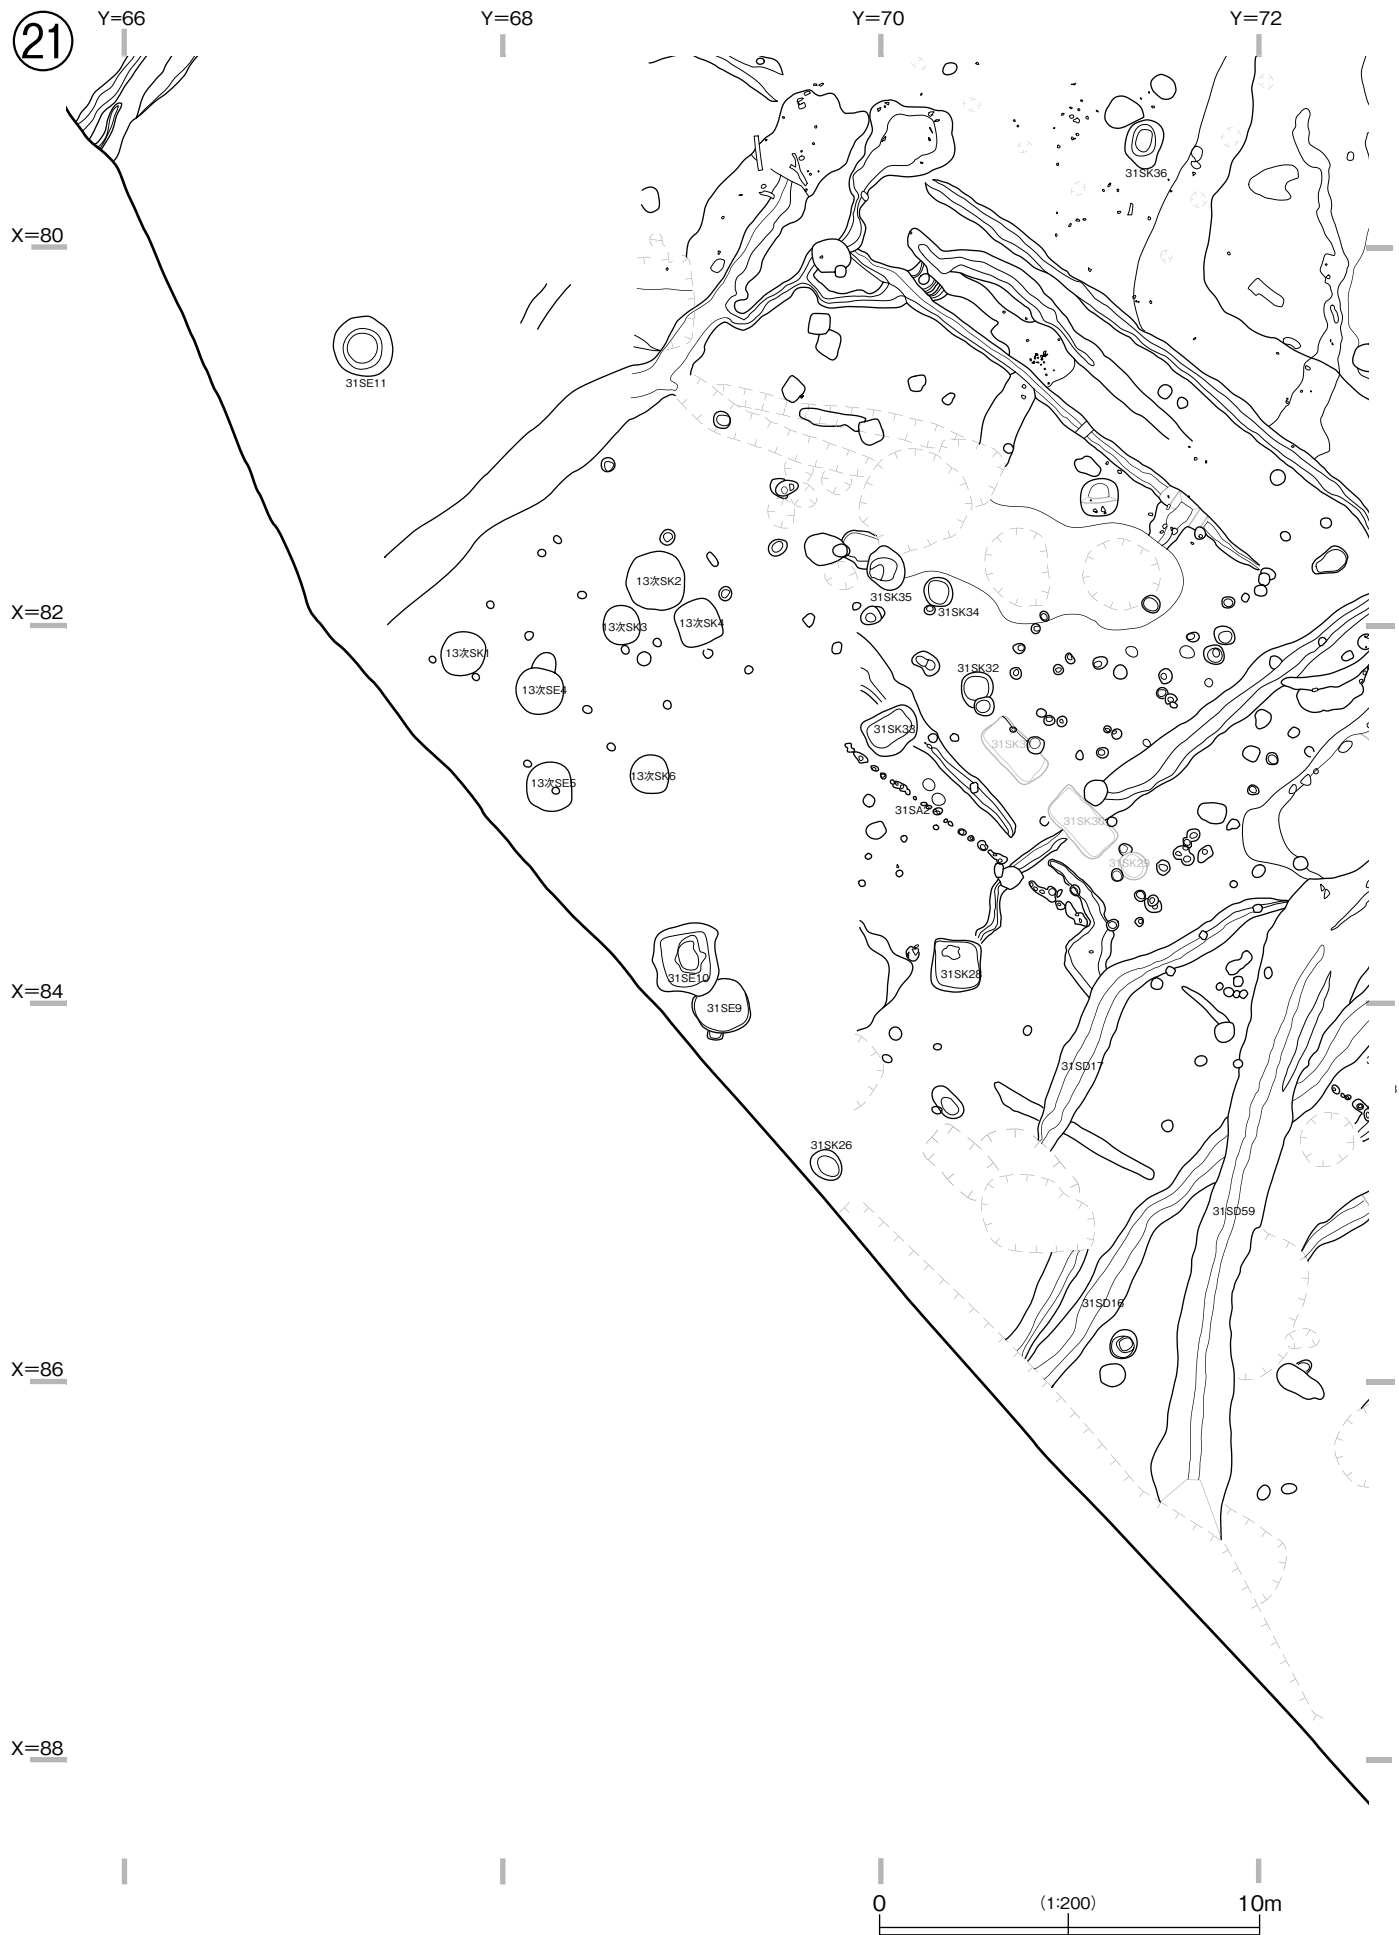 21
Y=66
Y=68
Y=70
Y=72
31SK36
X=80
31SE11
13次SK2
31SK35
31SK34
X=82
13次SK3
13次SK4
13次SK1
31SK32
13次SE4
31SK33
13次SE5
13次SK6
31SA2
31SK30
31SK29
31SE10
31SK28
X=84
31SE9
31SD17
31SK26
31SD59
31SD16
X=86
X=88
0
(1:200)
10m